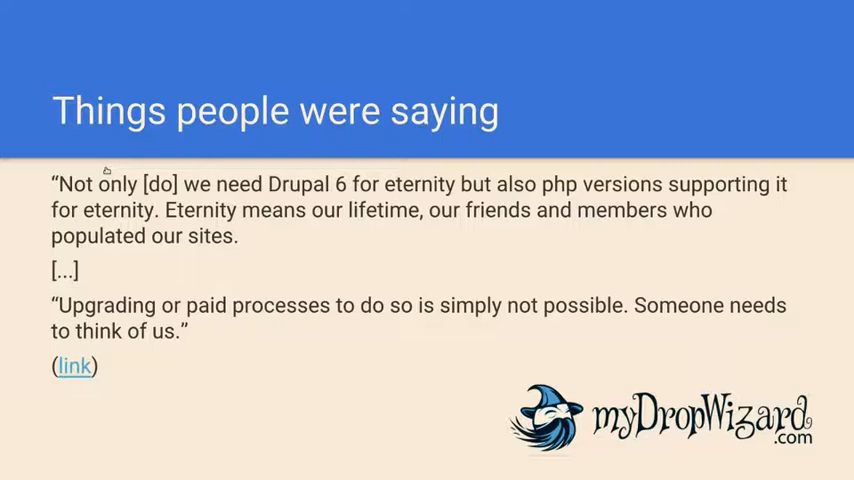 Things people were saying
“Not only [do] we need Drupal 6 for eternity but also php versions supporting it
for eternity. Eternity means our lifetime, our friends and members who
populated our sites.
[...]
“Upgrading or paid processes to do so is simply not possible. Someone needs
to think of us.”
(link)
myDropWizard
.com